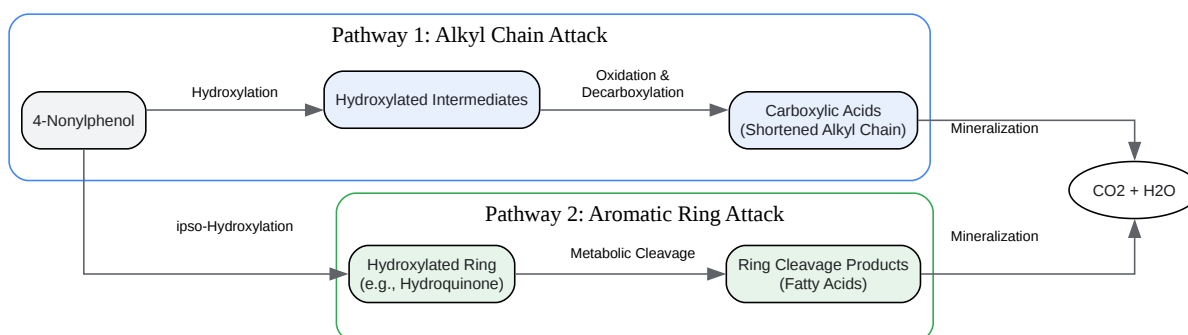 Pathway 1: Alkyl Chain Attack
4-Nonylphenol
Hydroxylation
Hydroxylated Intermediates
Oxidation &
Decarboxylation
Carboxylic Acids
(Shortened Alkyl Chain)
Mineralization
CO2 + H2O
Pathway 2: Aromatic Ring Attack
ipso-Hydroxylation
Hydroxylated Ring
(e.g., Hydroquinone)
Metabolic Cleavage
Ring Cleavage Products
(Fatty Acids)
Mineralization